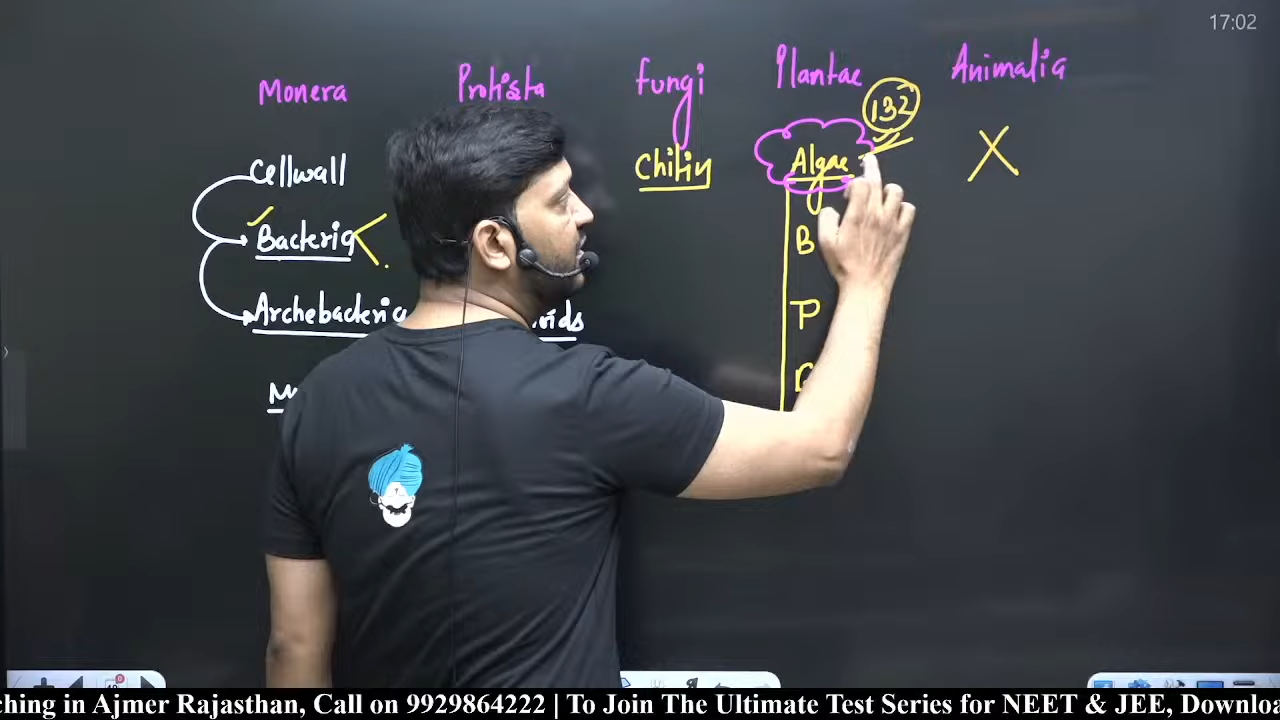 17:02
Monera Protista fungi Plantae Animalia
132
Cellwall Chitin Algae X
Bacteria B
Archebacteria P
ching in Ajmer Rajasthan, Call on 9929864222 | To Join The Ultimate Test Series for NEET & JEE, Downloa